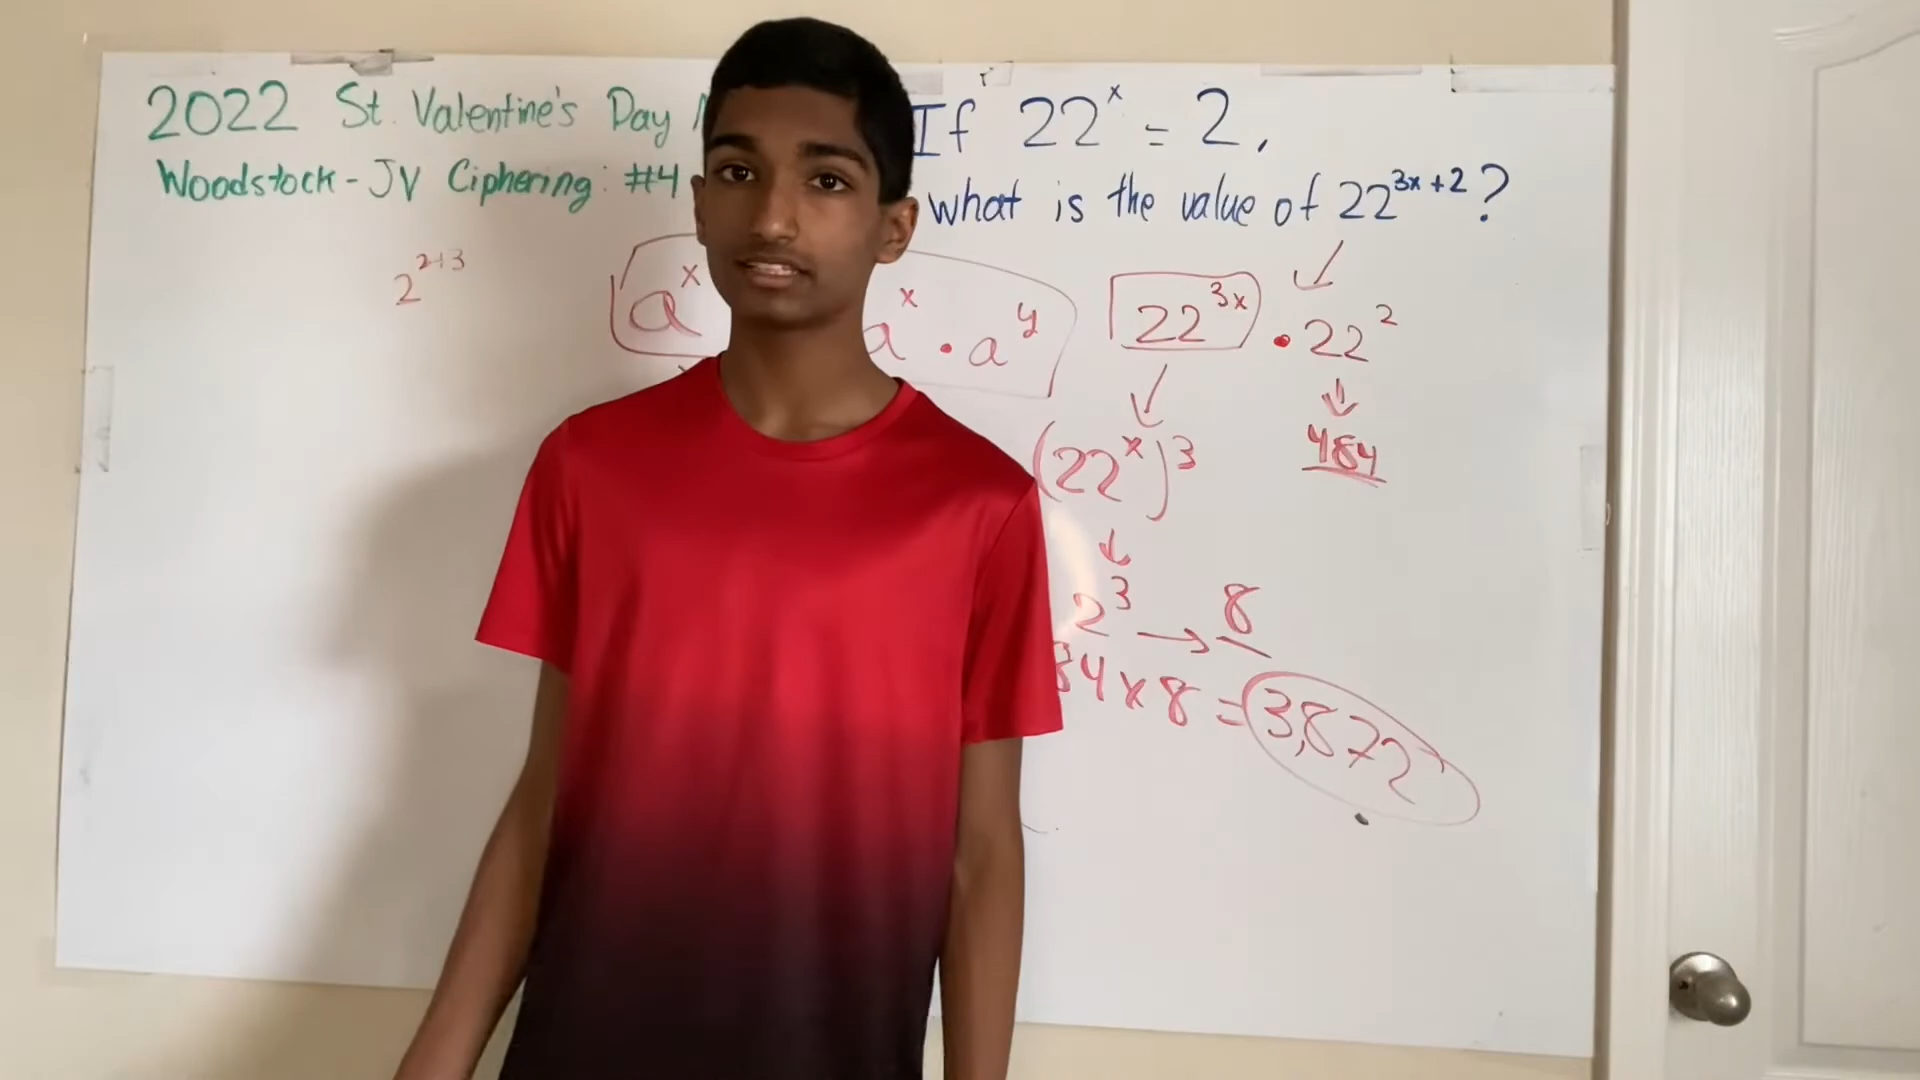 2022 St. Valentine's Day
Woodstock - JV Ciphering: #4
If 22^x = 2,
what is the value of 22^3x+2?
2^2+3
a^x
a^x · a^y
22^3x · 22^2
484
(22^x)^3
2^3 → 8
84 x 8 = 3,872